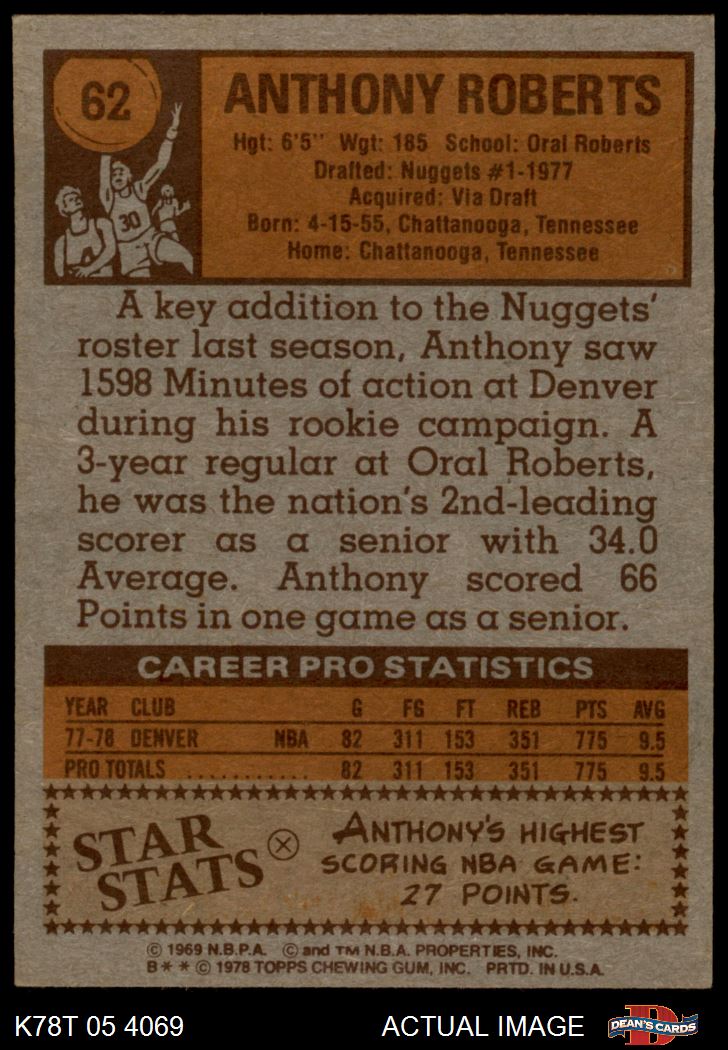 62
ANTHONY ROBERTS
Hgt: 6'5" Wgt: 185 School: Oral Roberts
Drafted: Nuggets #1-1977
Acquired: Via Draft
Born: 4-15-55, Chattanooga, Tennessee
Home: Chattanooga, Tennessee
30
A key addition to the Nuggets'
roster last season, Anthony saw
1598 Minutes of action at Denver
during his rookie campaign. A
3-year regular at Oral Roberts,
he was the nation's 2nd-leading
scorer as a senior with 34.0
Average. Anthony scored 66
Points in one game as a senior.
CAREER PRO STATISTICS
YEAR CLUB G FG FT REB PTS AVG
77-78 DENVER NBA 82 311 153 351 775 9.5
PRO TOTALS ........... 82 311 153 351 775 9.5
STAR
STATS
ANTHONY'S HIGHEST
SCORING NBA GAME:
27 POINTS.
© 1969 N.B.P.A. © and TM N.B.A. PROPERTIES, INC.
B* * © 1978 TOPPS CHEWING GUM, INC. PRTD. IN U.S.A.
K78T 05 4069 ACTUAL IMAGE
D
DEAN'S CARDS